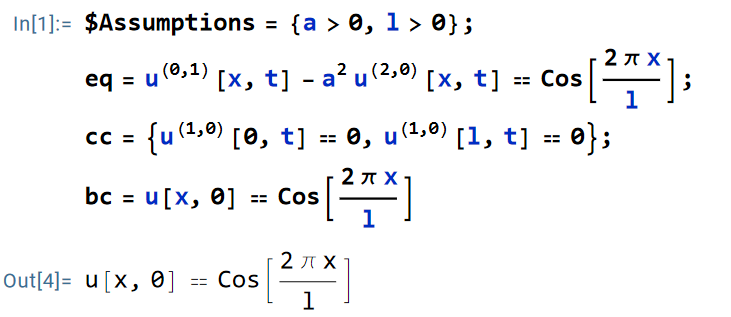 In[1]:= $Assumptions = {a > 0, l > 0};
eq = u^(0,1)[x, t] - a² u^(2,0)[x, t] == Cos[2 π x / l];
cc = {u^(1,0)[0, t] == 0, u^(1,0)[l, t] == 0};
bc = u[x, 0] == Cos[2 π x / l]
Out[4]= u[x, 0] == Cos[2 π x / l]